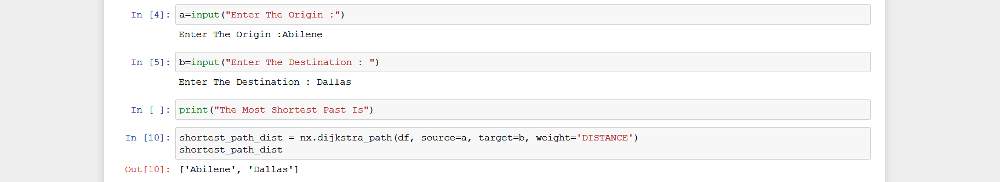 In [4]: a=input("Enter The Origin :")
Enter The Origin :Abilene
In [5]: b=input("Enter The Destination : ")
Enter The Destination : Dallas
In [ ]: print("The Most Shortest Past Is")
In [10]: shortest_path_dist = nx.dijkstra_path(df, source=a, target=b, weight='DISTANCE')
shortest_path_dist
Out[10]: ['Abilene', 'Dallas']